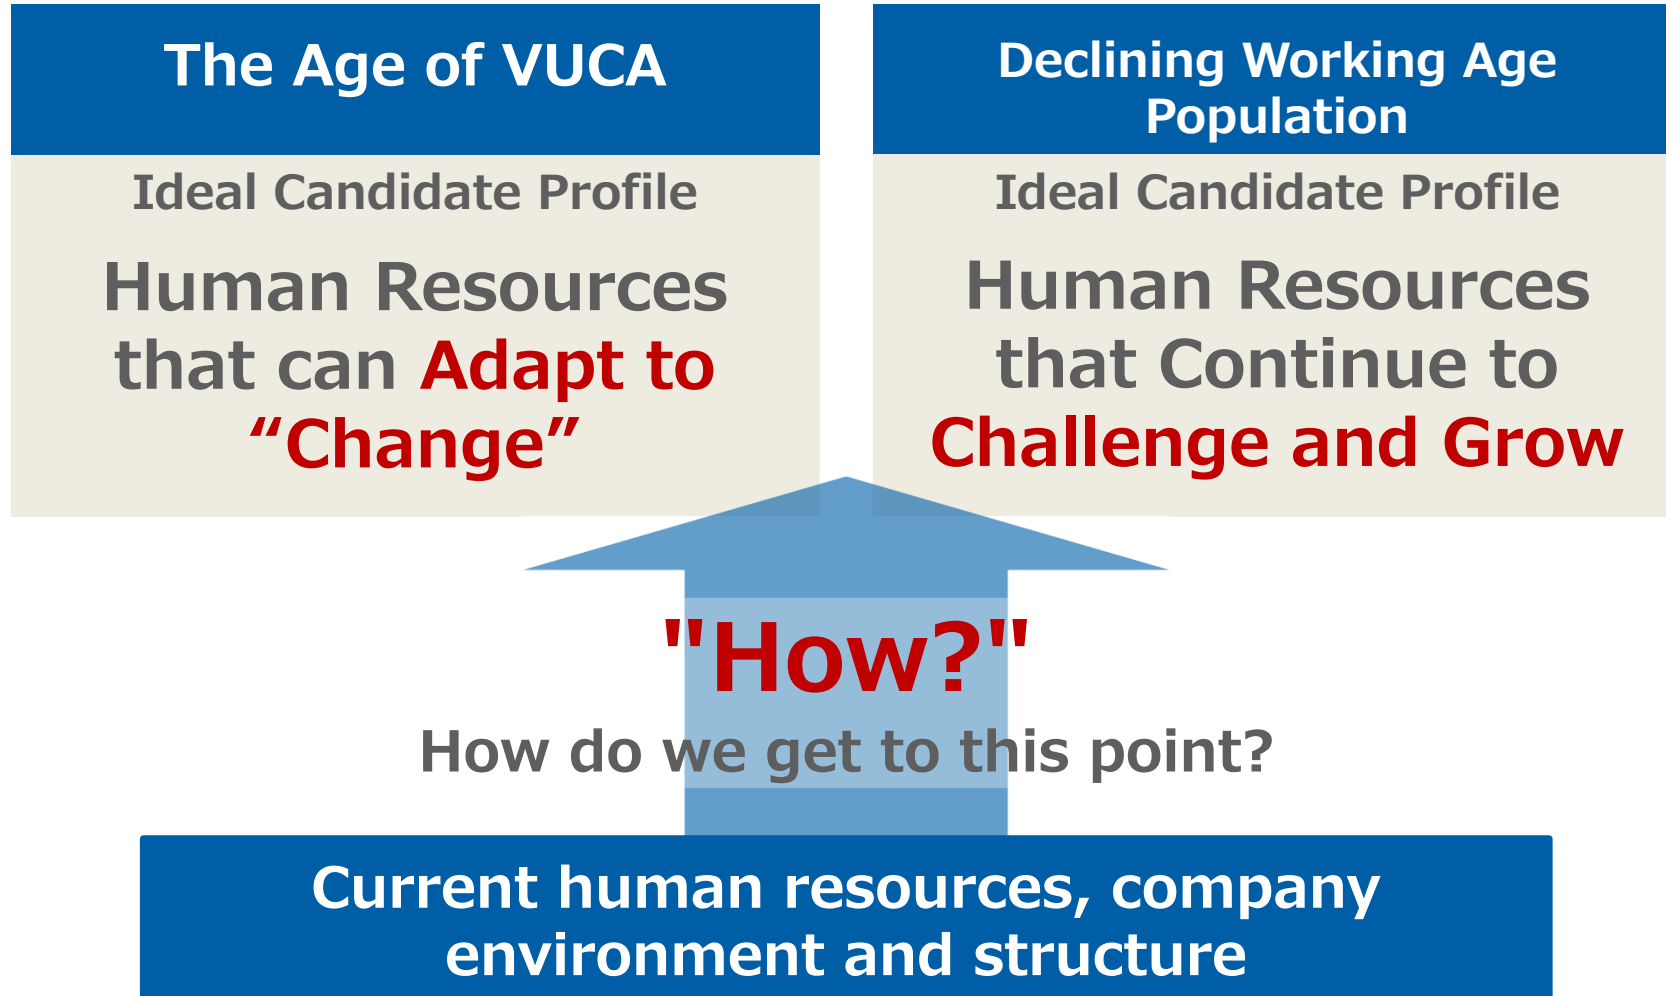 The Age of VUCA
Ideal Candidate Profile
Human Resources
that can Adapt to
“Change”
Declining Working Age
Population
Ideal Candidate Profile
Human Resources
that Continue to
Challenge and Grow
"How?"
How do we get to this point?
Current human resources, company
environment and structure